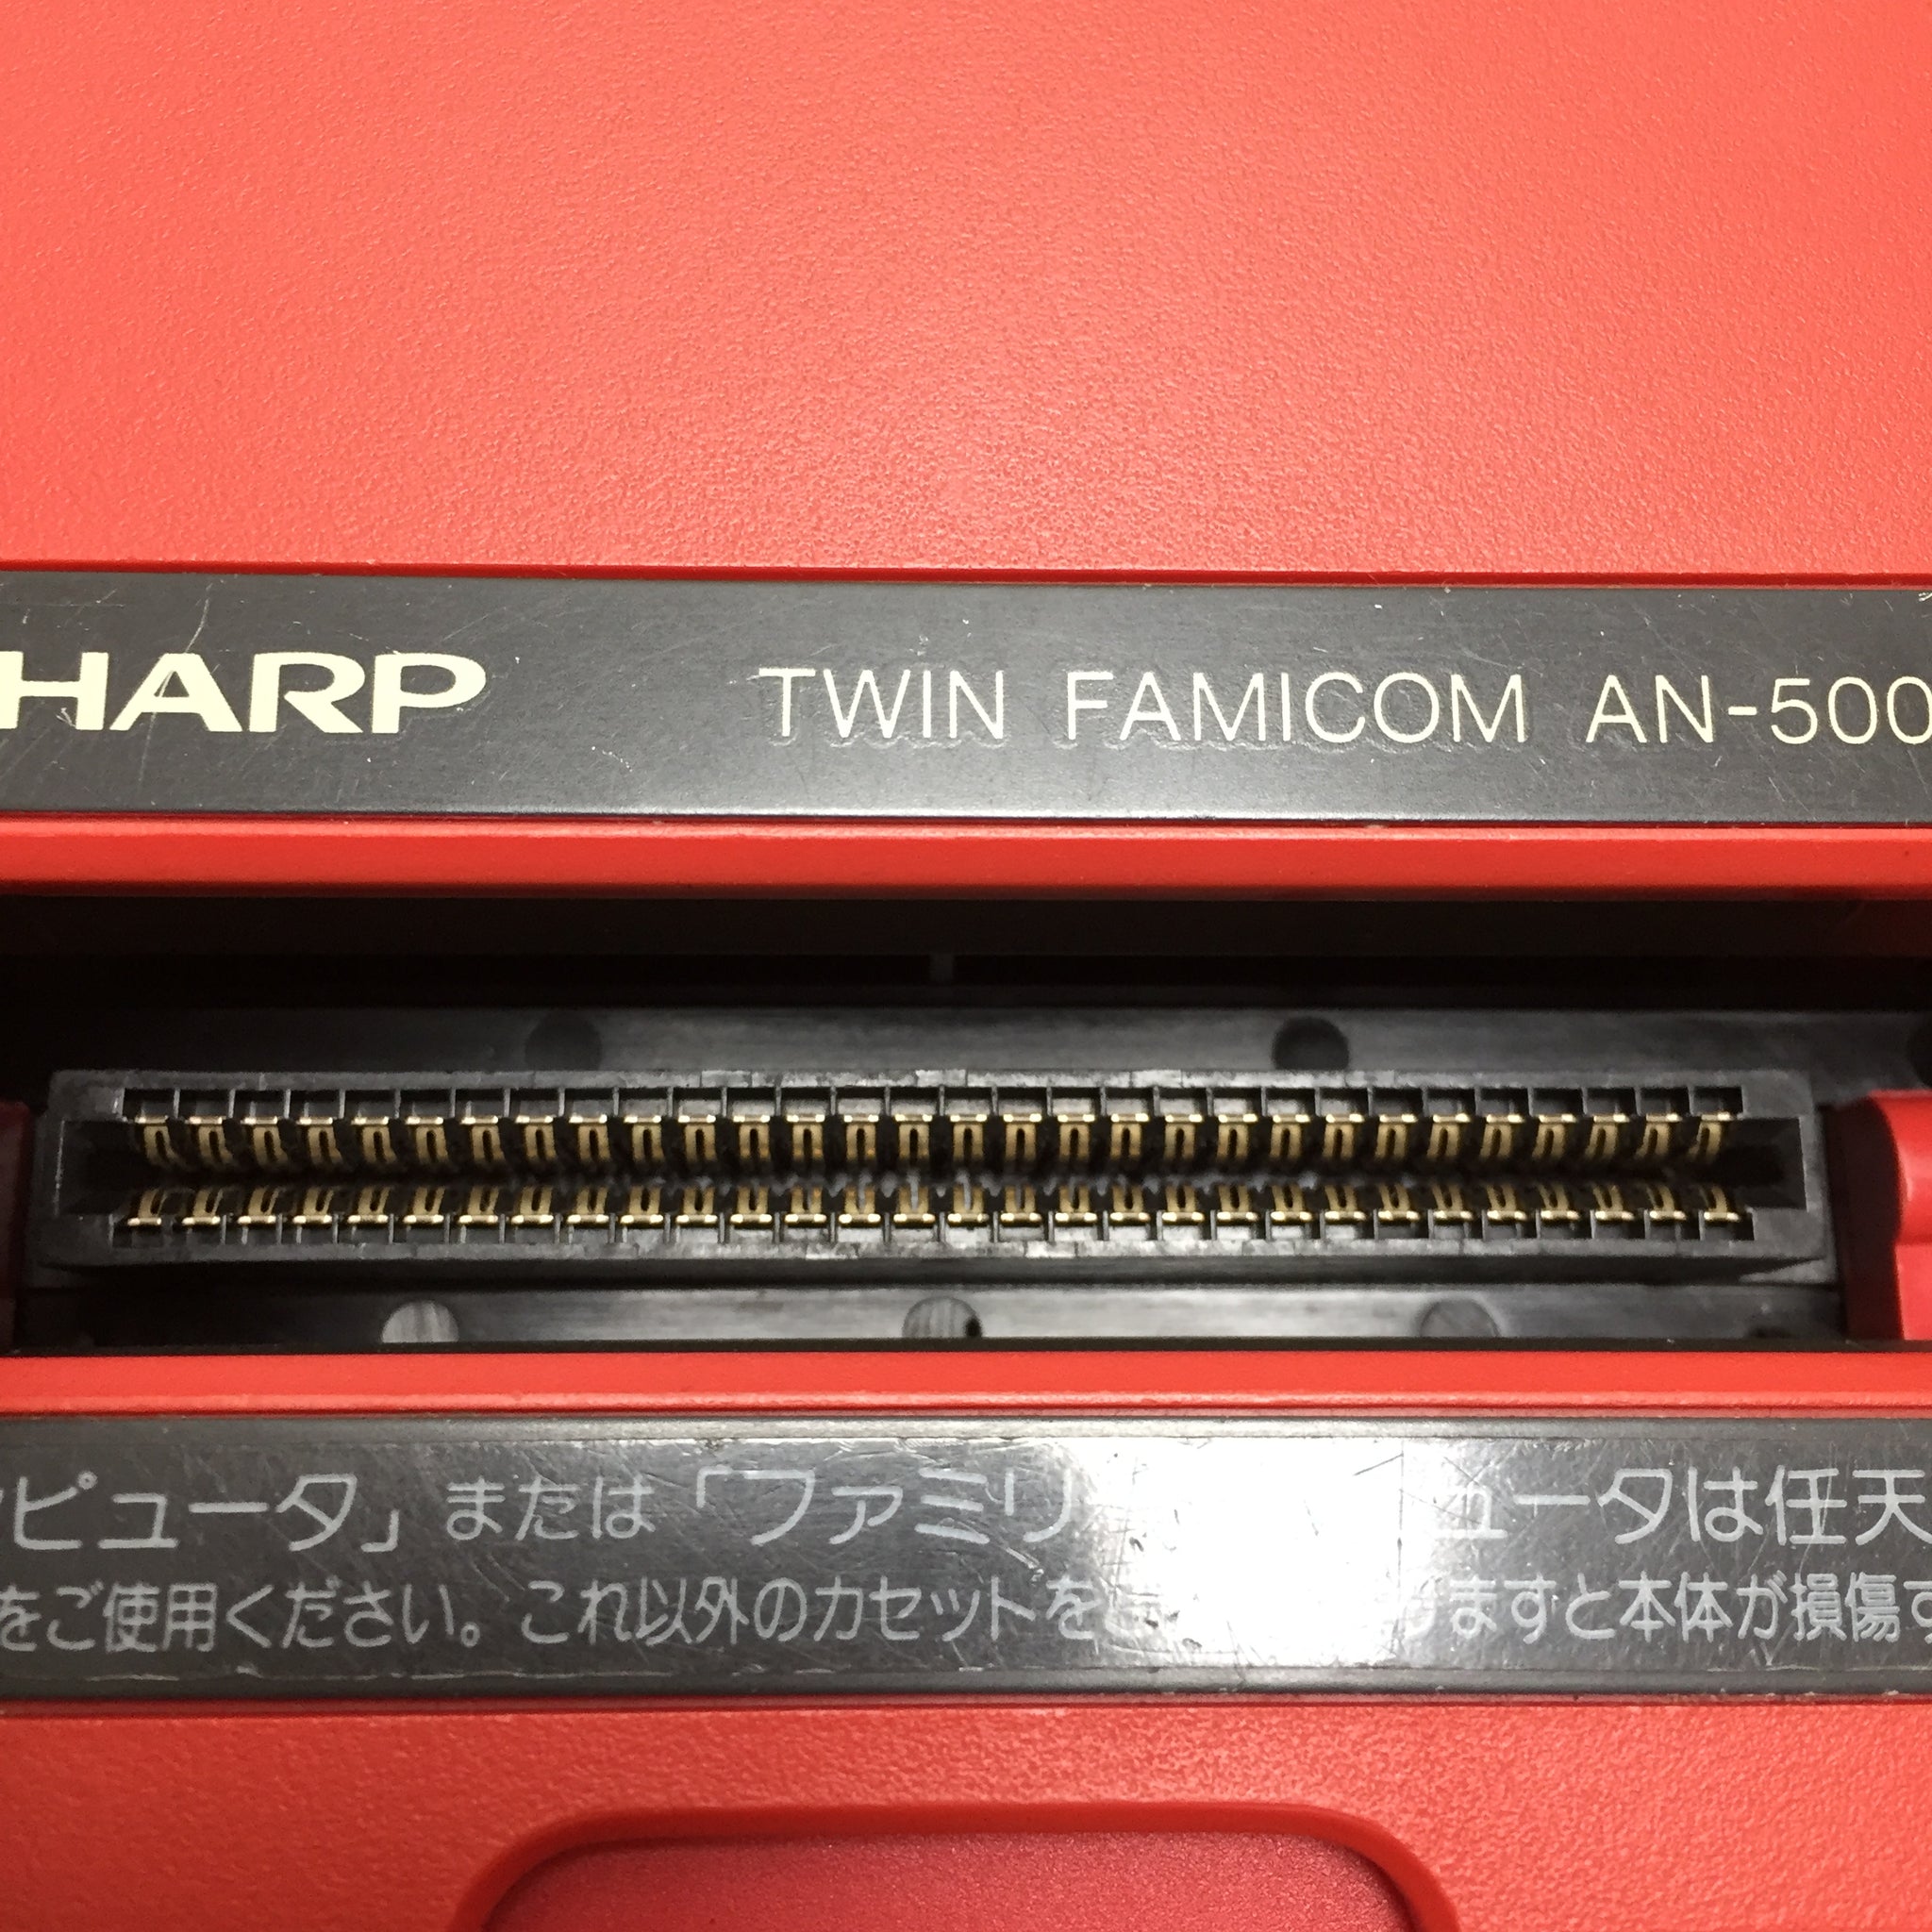 HARP TWIN FAMICOM AN-500
ピュータ」または「ファミリー ュータは任天
をご使用ください。これ以外のカセットを ますと本体が損傷す